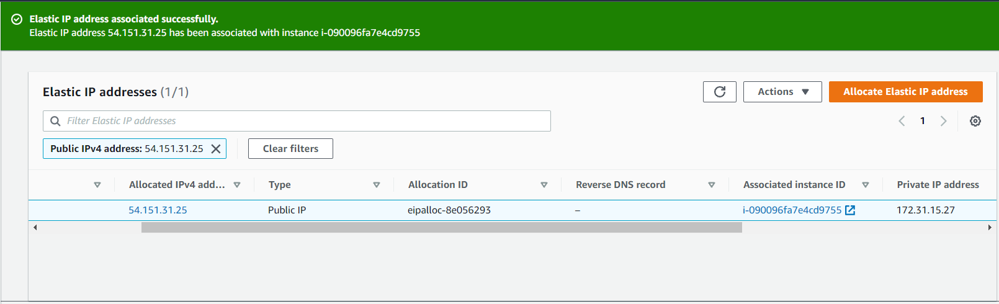 Elastic IP address associated successfully.
Elastic IP address 54.151.31.25 has been associated with instance i-090096fa7e4cd9755
Elastic IP addresses (1/1)
Actions
Allocate Elastic IP address
Filter Elastic IP addresses
1
Public IPv4 address: 54.151.31.25
Clear filters
Allocated IPv4 add... Type Allocation ID Reverse DNS record Associated instance ID Private IP address
54.151.31.25 Public IP eipalloc-8e056293 – i-090096fa7e4cd9755 172.31.15.27